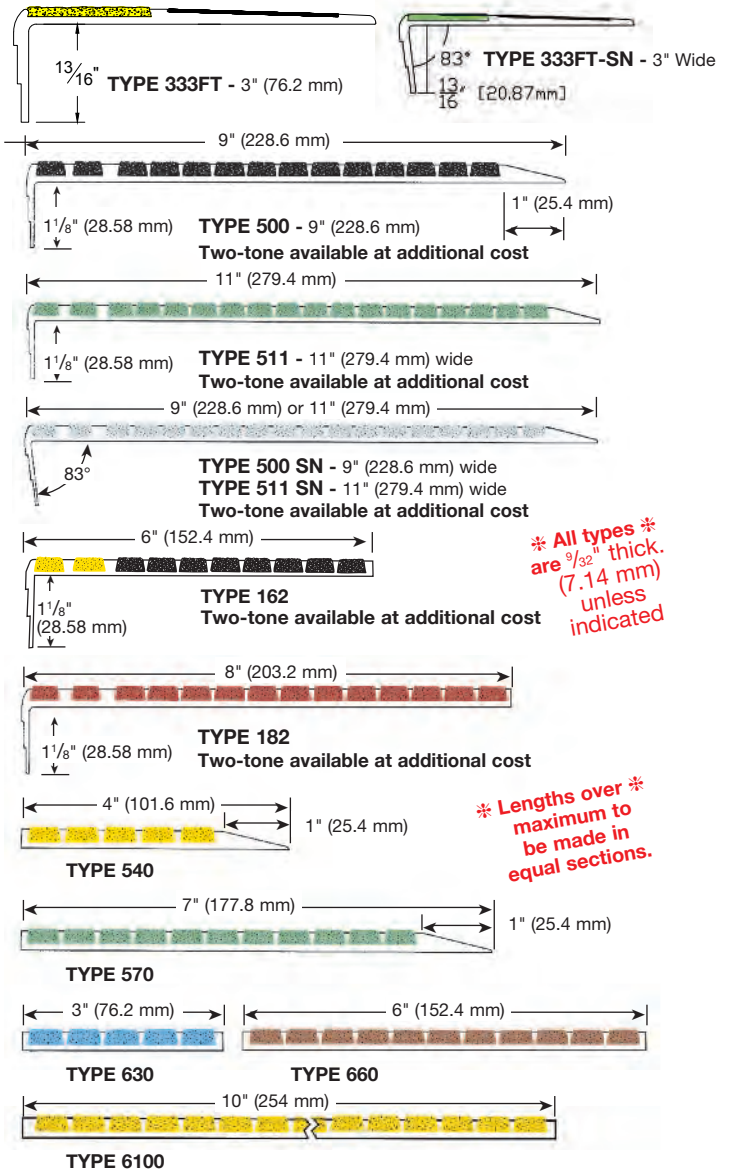 13⁄16"
TYPE 333FT - 3" (76.2 mm)
83° TYPE 333FT-SN - 3" Wide
13/16" [20.87mm]
9" (228.6 mm)
1" (25.4 mm)
1 1/8" (28.58 mm)
TYPE 500 - 9" (228.6 mm)
Two-tone available at additional cost
11" (279.4 mm)
1 1/8" (28.58 mm)
TYPE 511 - 11" (279.4 mm) wide
Two-tone available at additional cost
9" (228.6 mm) or 11" (279.4 mm)
83°
TYPE 500 SN - 9" (228.6 mm) wide
TYPE 511 SN - 11" (279.4 mm) wide
Two-tone available at additional cost
6" (152.4 mm)
1 1/8"
(28.58 mm)
TYPE 162
Two-tone available at additional cost
❉ All types ❉
are 9/32" thick.
(7.14 mm)
unless
indicated
8" (203.2 mm)
1 1/8" (28.58 mm)
TYPE 182
Two-tone available at additional cost
4" (101.6 mm)
1" (25.4 mm)
TYPE 540
❉ Lengths over ❉
maximum to
be made in
equal sections.
7" (177.8 mm)
1" (25.4 mm)
TYPE 570
3" (76.2 mm)
6" (152.4 mm)
TYPE 630
TYPE 660
10" (254 mm)
TYPE 6100